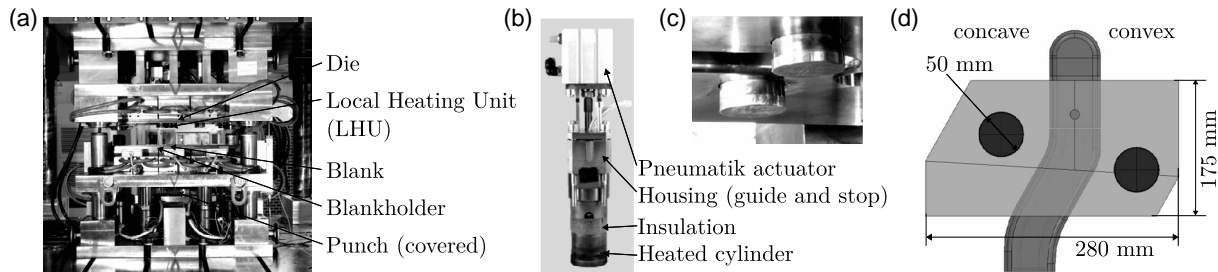 (a)
Die
Local Heating Unit
(LHU)
Blank
Blankholder
Punch (covered)
(b)
Pneumatik actuator
Housing (guide and stop)
Insulation
Heated cylinder
(c)
(d)
concave
convex
50 mm
175 mm
280 mm